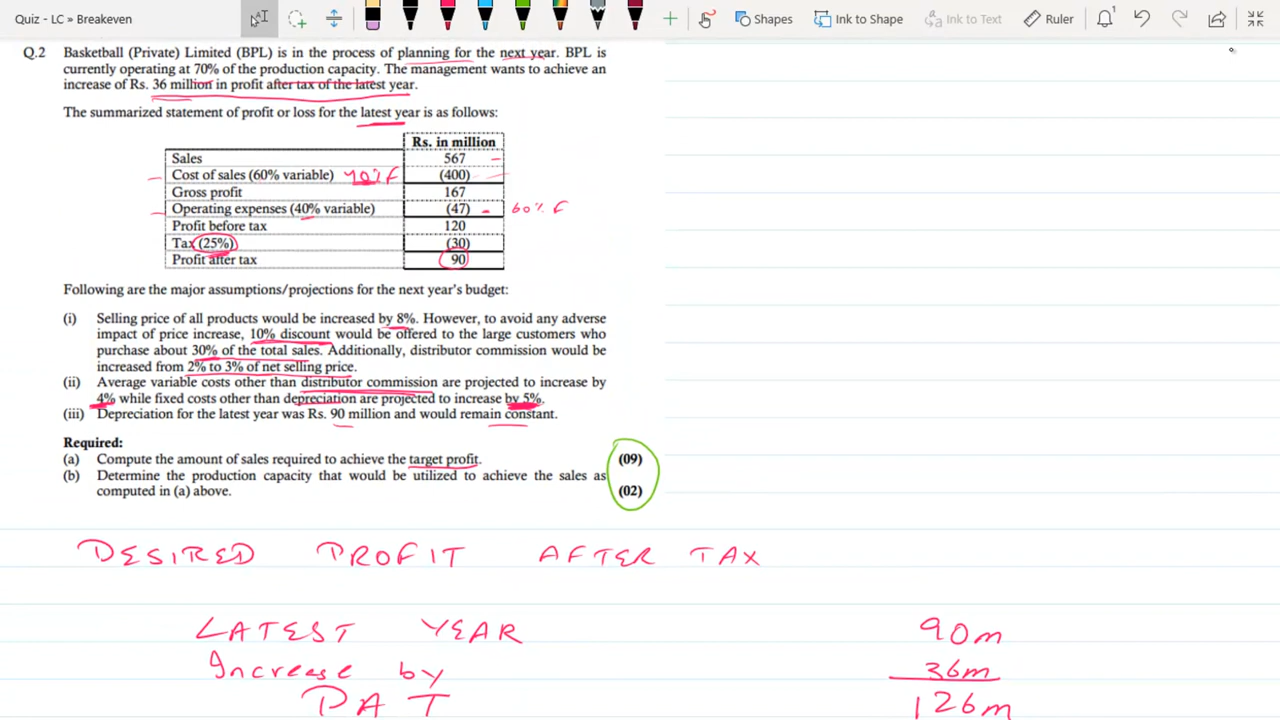 Quiz - LC » Breakeven
Shapes
Ink to Shape
Ink to Text
Ruler
Q.2 Basketball (Private) Limited (BPL) is in the process of planning for the next year. BPL is
currently operating at 70% of the production capacity. The management wants to achieve an
increase of Rs. 36 million in profit after tax of the latest year.
The summarized statement of profit or loss for the latest year is as follows:
Rs. in million
Sales 567
Cost of sales (60% variable) 40% F (400)
Gross profit 167
Operating expenses (40% variable) (47) 60% F
Profit before tax 120
Tax (25%) (30)
Profit after tax 90
Following are the major assumptions/projections for the next year's budget:
(i) Selling price of all products would be increased by 8%. However, to avoid any adverse
impact of price increase, 10% discount would be offered to the large customers who
purchase about 30% of the total sales. Additionally, distributor commission would be
increased from 2% to 3% of net selling price.
(ii) Average variable costs other than distributor commission are projected to increase by
4% while fixed costs other than depreciation are projected to increase by 5%.
(iii) Depreciation for the latest year was Rs. 90 million and would remain constant.
Required:
(a) Compute the amount of sales required to achieve the target profit. (09)
(b) Determine the production capacity that would be utilized to achieve the sales as
computed in (a) above. (02)
DESIRED PROFIT AFTER TAX
LATEST YEAR 90m
Increase by 36m
PAT 126m